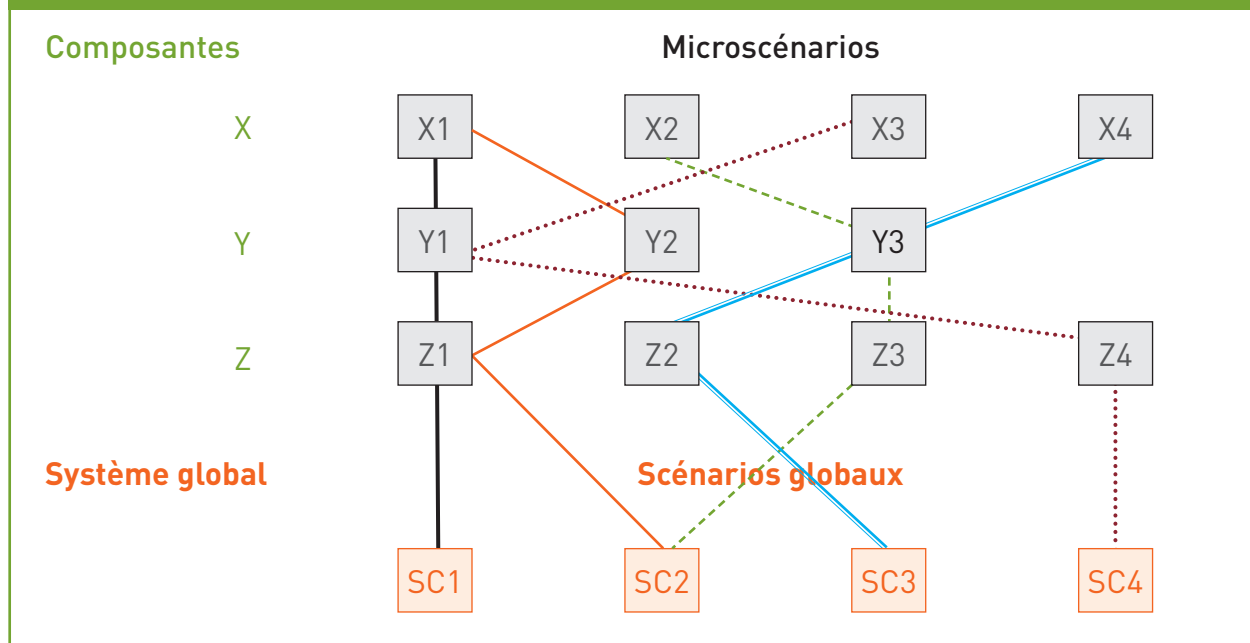 Composantes Microscénarios
X X1 X2 X3 X4
Y Y1 Y2 Y3
Z Z1 Z2 Z3 Z4
Système global Scénarios globaux
SC1 SC2 SC3 SC4